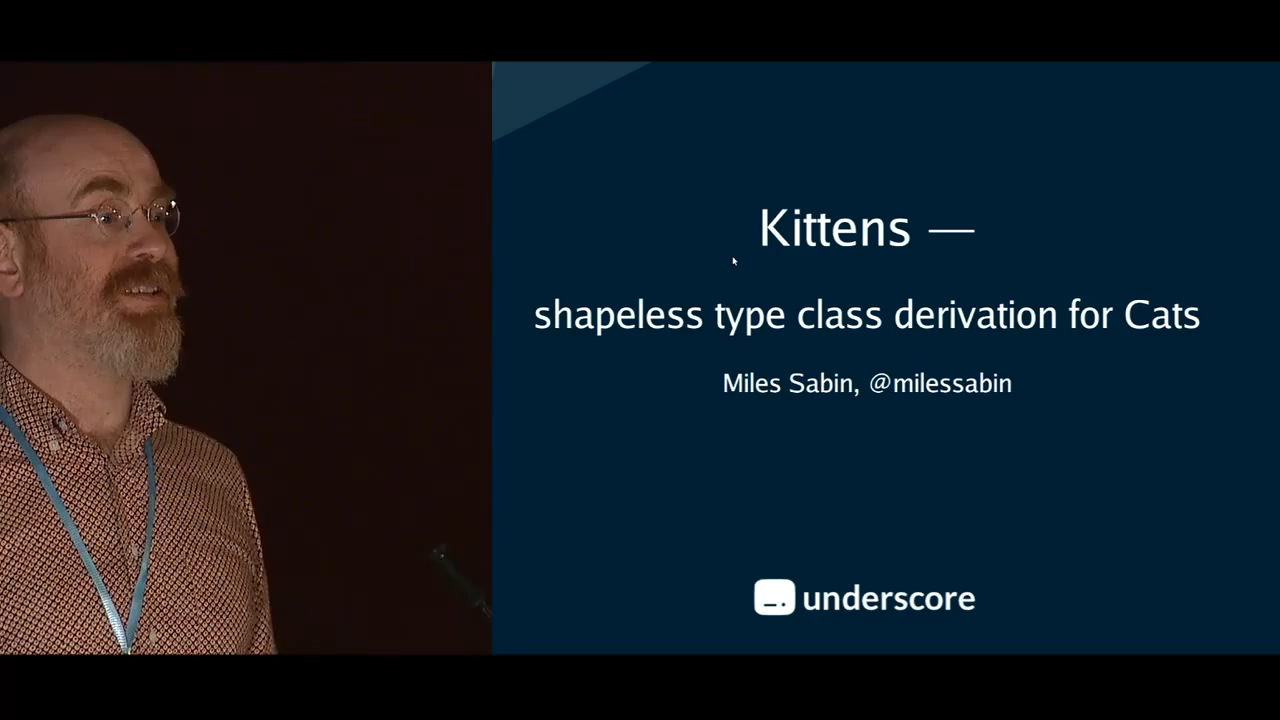 Kittens —
shapeless type class derivation for Cats
Miles Sabin, @milessabin
underscore